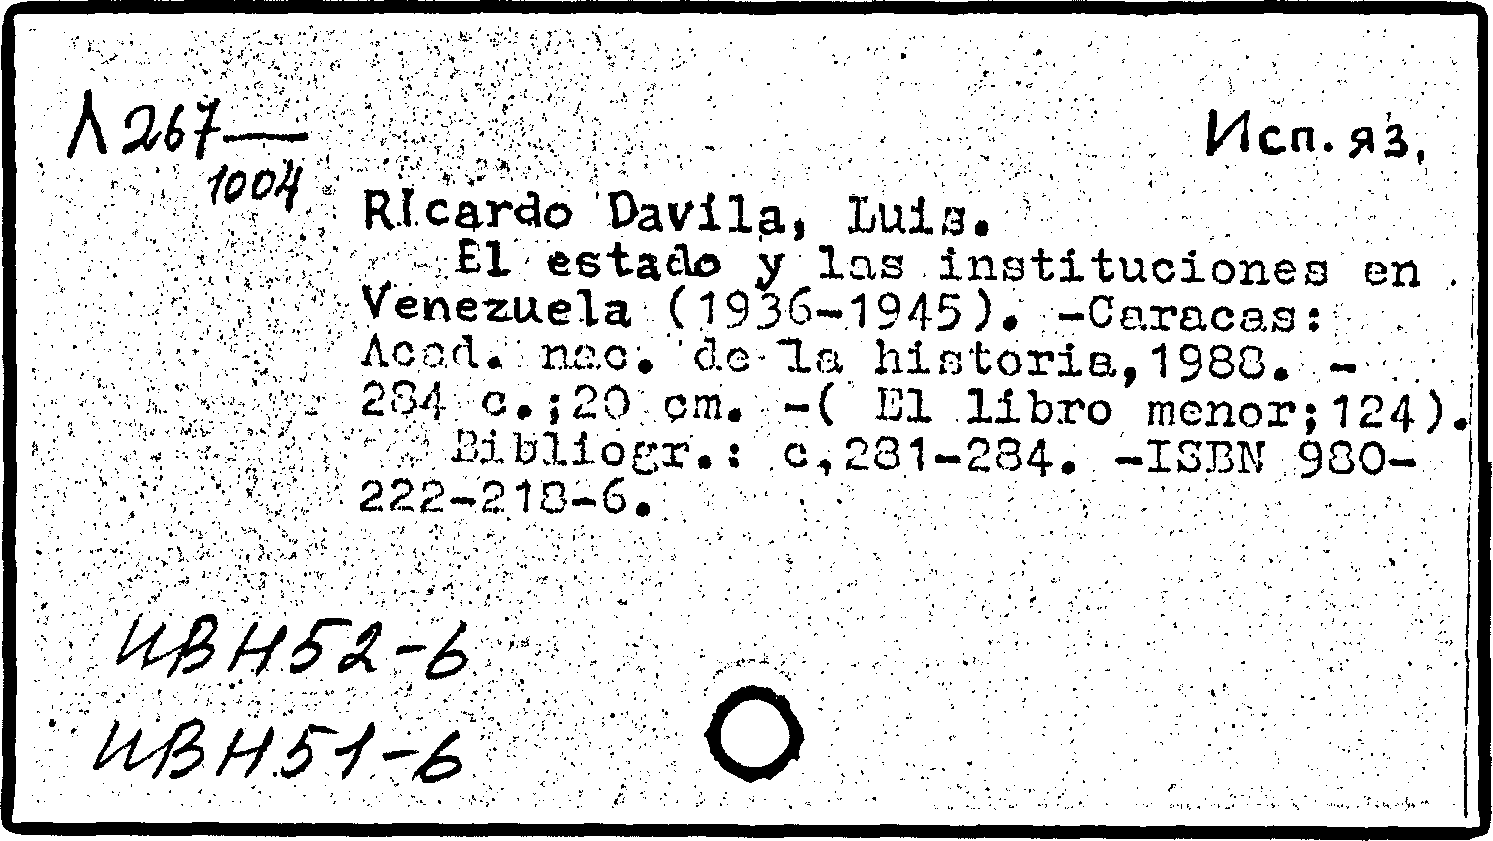 Л267—
1004
Исп. яз.
RIcardo Davila, Luis.
El estado y las instituciones en
Venezuela (1936-1945). -Caracas:
Acad. nac. de la historia,1988. -
284 c.;20 cm. -( El libro menor;124).
Bibliogr.: c.281-284. -ISBN 980-
222-218-6.
ИВН52-6
ИВН51-6